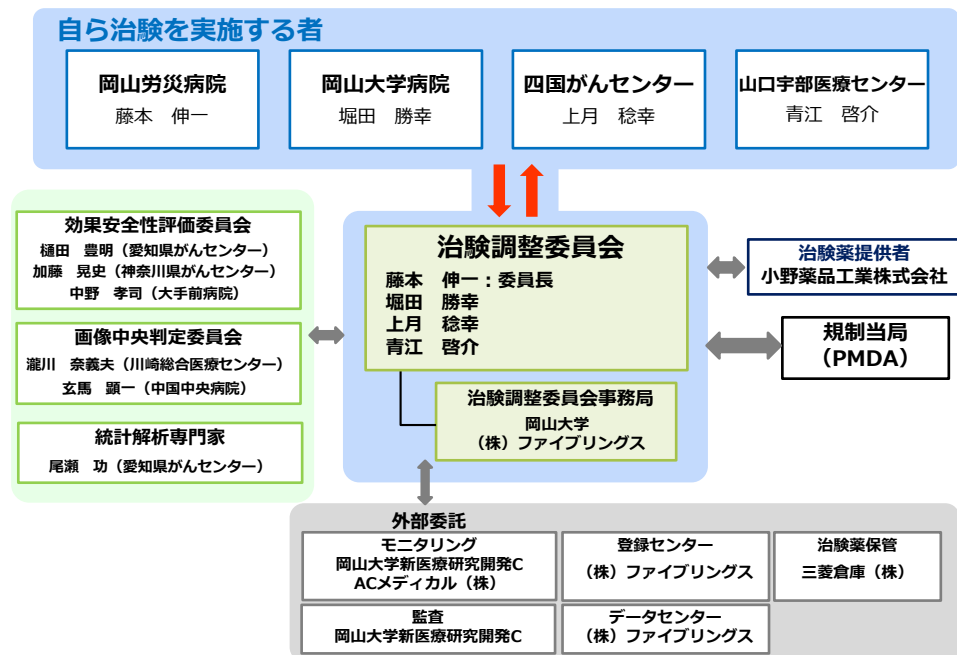 自ら治験を実施する者
岡山労災病院
藤本　伸一
岡山大学病院
堀田　勝幸
四国がんセンター
上月　稔幸
山口宇部医療センター
青江　啓介
効果安全性評価委員会
樋田　豊明（愛知県がんセンター）
加藤　晃史（神奈川県がんセンター）
中野　孝司（大手前病院）
画像中央判定委員会
瀧川　奈義夫（川崎総合医療センター）
玄馬　顕一（中国中央病院）
統計解析専門家
尾瀬　功（愛知県がんセンター）
治験調整委員会
藤本　伸一：委員長
堀田　勝幸
上月　稔幸
青江　啓介
治験調整委員会事務局
岡山大学
（株）ファイブリングス
治験薬提供者
小野薬品工業株式会社
規制当局
（PMDA）
外部委託
モニタリング
岡山大学新医療研究開発C
ACメディカル（株）
登録センター
（株）ファイブリングス
治験薬保管
三菱倉庫（株）
監査
岡山大学新医療研究開発C
データセンター
（株）ファイブリングス